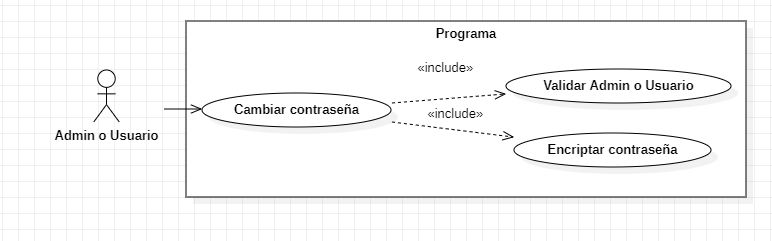 Programa
«include»
Validar Admin o Usuario
Cambiar contraseña
«include»
Admin o Usuario
Encriptar contraseña